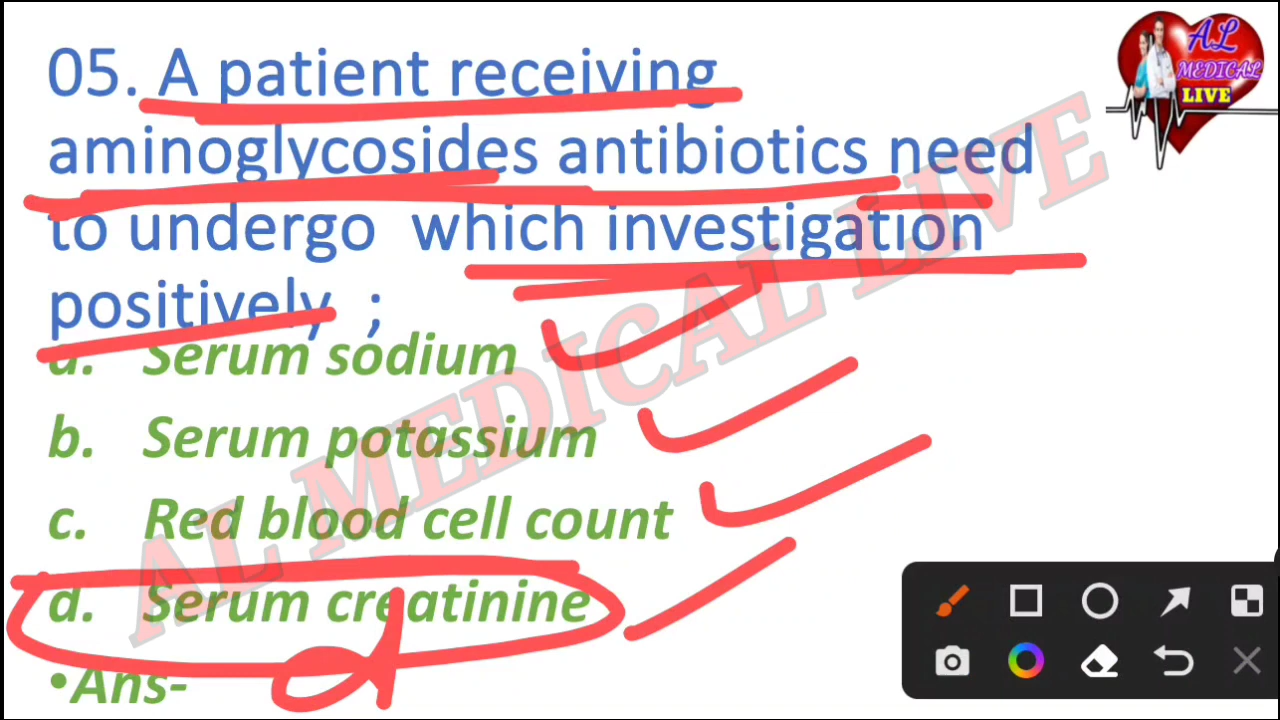 05. A patient receiving
aminoglycosides antibiotics need
to undergo which investigation
positively ;
a. Serum sodium
b. Serum potassium
c. Red blood cell count
d. Serum creatinine
•Ans- d
AL MEDICAL LIVE
AL
MEDICAL
LIVE